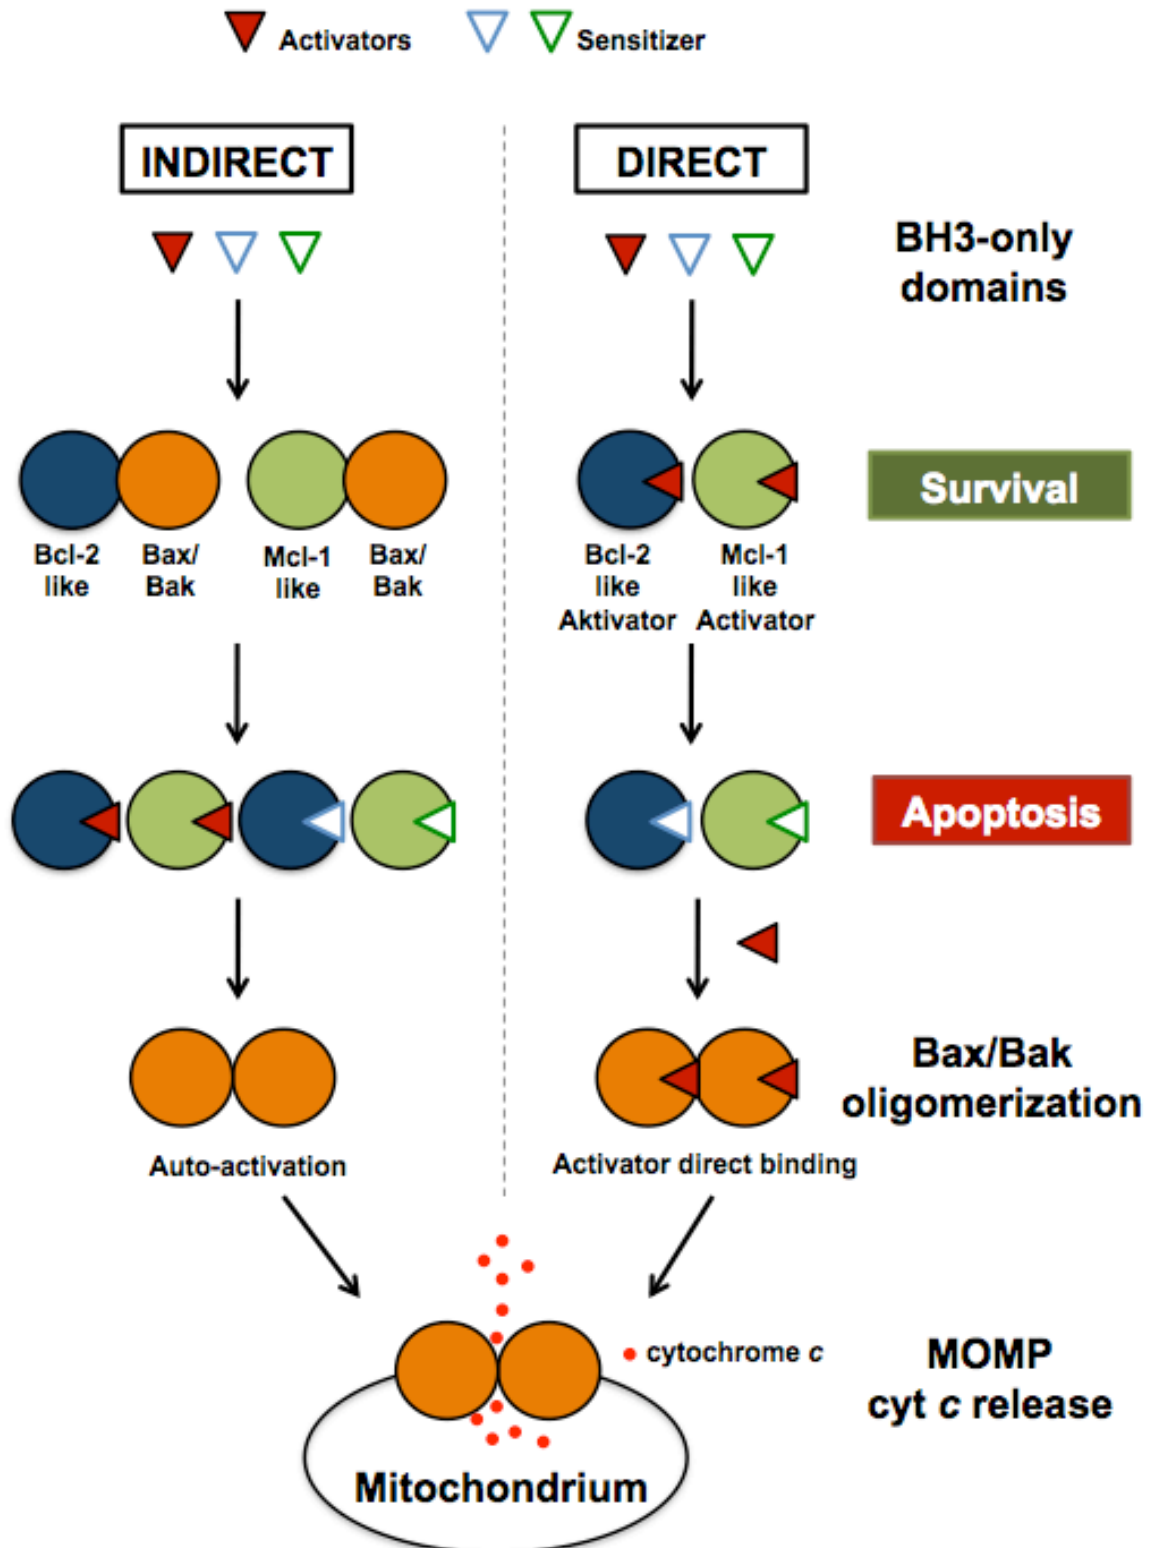 Activators
Sensitizer
INDIRECT
DIRECT
BH3-only
domains
Bcl-2
like
Bax/
Bak
Mcl-1
like
Bax/
Bak
Bcl-2
like
Aktivator
Mcl-1
like
Activator
Survival
Apoptosis
Auto-activation
Activator direct binding
Bax/Bak
oligomerization
cytochrome c
MOMP
cyt c release
Mitochondrium